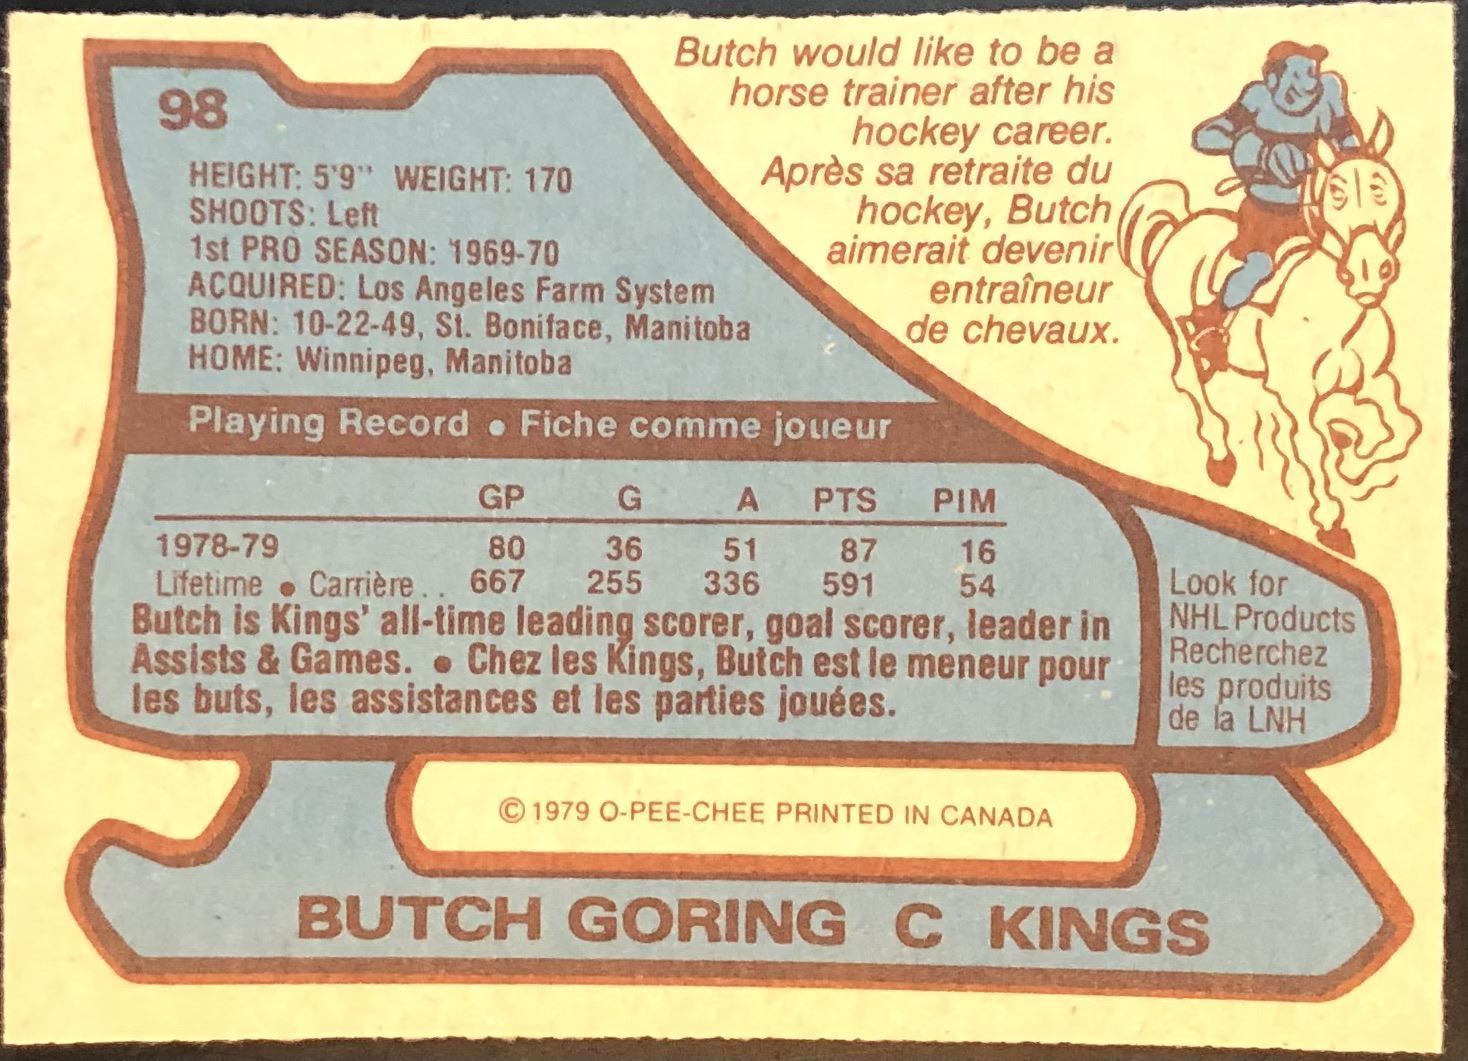 98
HEIGHT: 5'9" WEIGHT: 170
SHOOTS: Left
1st PRO SEASON: 1969-70
ACQUIRED: Los Angeles Farm System
BORN: 10-22-49, St. Boniface, Manitoba
HOME: Winnipeg, Manitoba
Butch would like to be a
horse trainer after his
hockey career.
Après sa retraite du
hockey, Butch
aimerait devenir
entraîneur
de chevaux.
Playing Record • Fiche comme joueur
GP G A PTS PIM
1978-79 80 36 51 87 16
Lifetime • Carrière . . 667 255 336 591 54
Butch is Kings' all-time leading scorer, goal scorer, leader in
Assists & Games. • Chez les Kings, Butch est le meneur pour
les buts, les assistances et les parties jouées.
Look for
NHL Products
Recherchez
les produits
de la LNH
© 1979 O-PEE-CHEE PRINTED IN CANADA
BUTCH GORING C KINGS